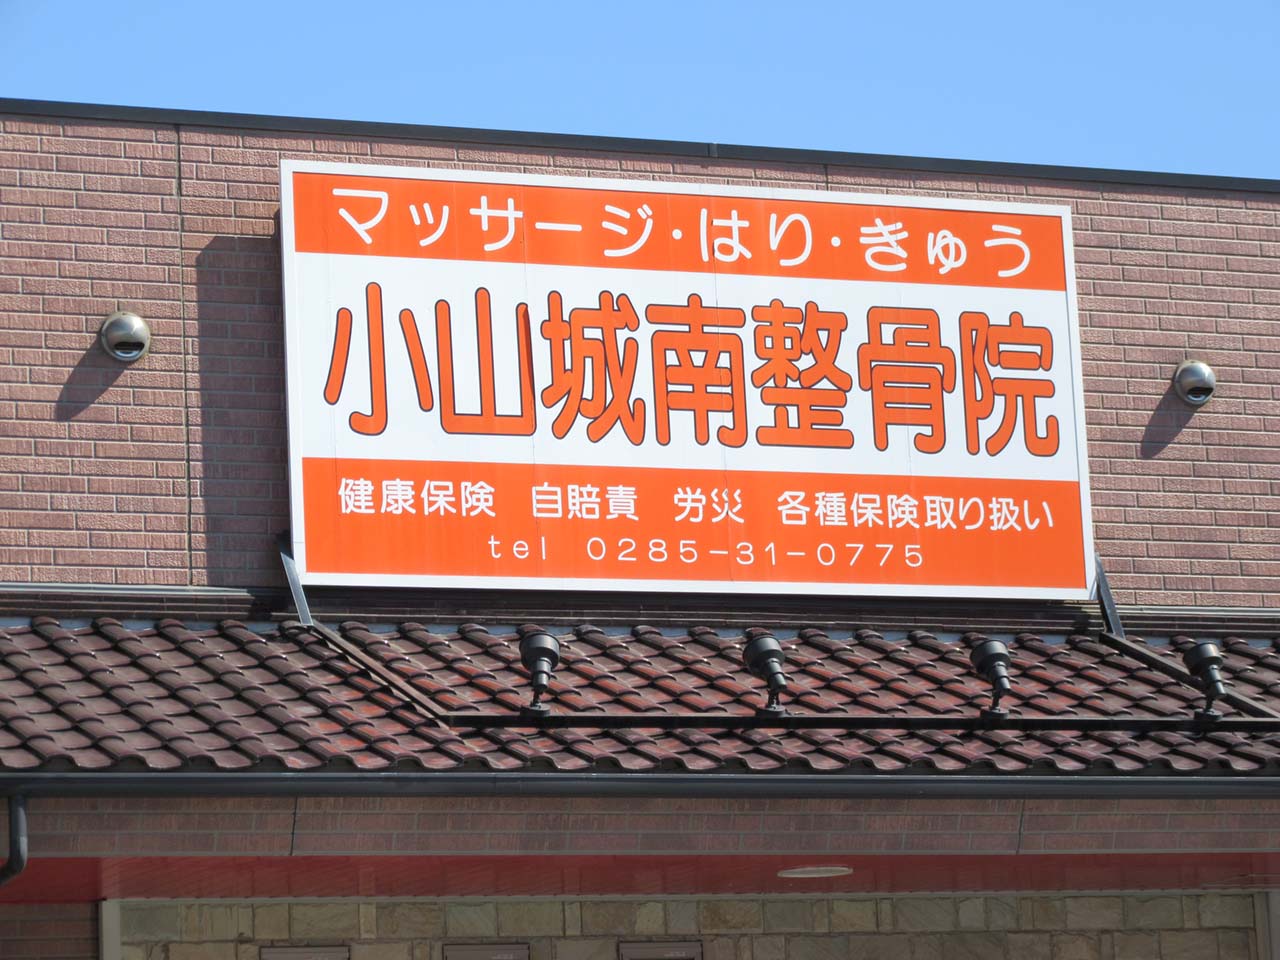 マッサージ・はり・きゅう
小山城南整骨院
健康保険 自賠責 労災 各種保険取り扱い
tel 0285-31-0775